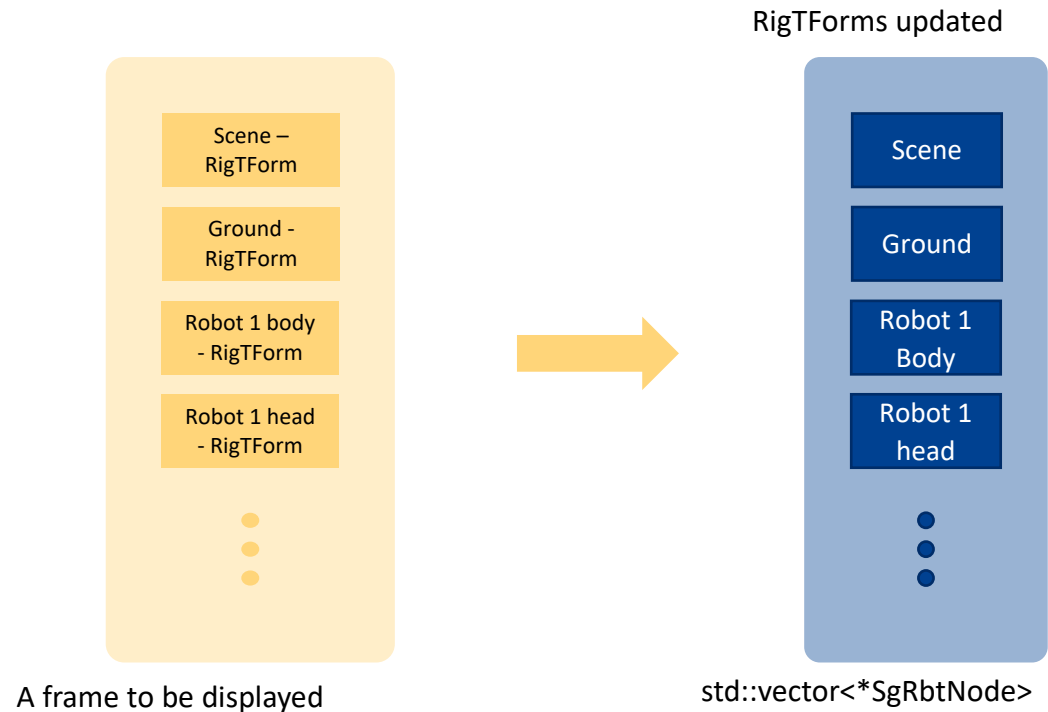 RigTForms updated
Scene –
RigTForm
Ground -
RigTForm
Robot 1 body
- RigTForm
Robot 1 head
- RigTForm
Scene
Ground
Robot 1
Body
Robot 1
head
A frame to be displayed
std::vector<*SgRbtNode>